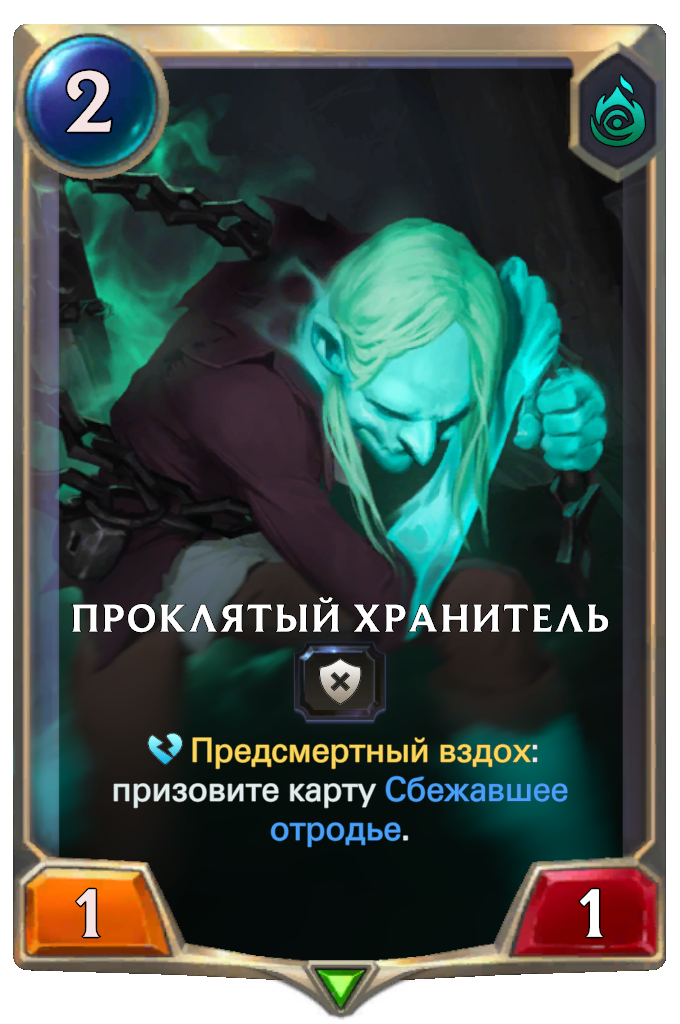 2
ПРОКЛЯТЫЙ ХРАНИТЕЛЬ
Предсмертный вздох:
призовите карту Сбежавшее
отродье.
1
1